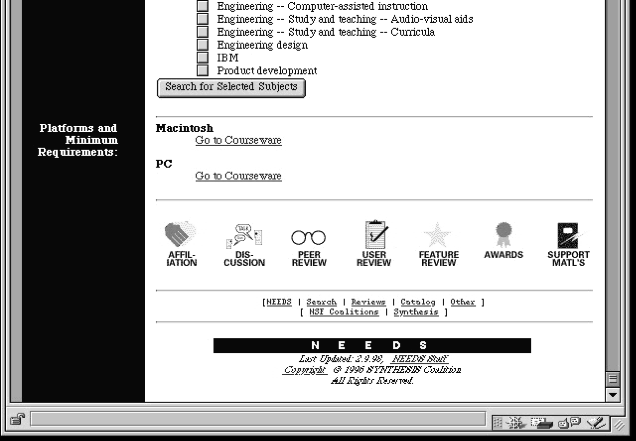 Engineering -- Computer-assisted instruction
Engineering -- Study and teaching -- Audio-visual aids
Engineering -- Study and teaching -- Curricula
Engineering design
IBM
Product development
Search for Selected Subjects
Platforms and
Minimum
Requirements:
Macintosh
Go to Courseware
PC
Go to Courseware
TALK
AFFIL-
IATION
DIS-
CUSSION
PEER
REVIEW
USER
REVIEW
FEATURE
REVIEW
AWARDS
SUPPORT
MATL'S
[NEEDS | Search | Reviews | Catalog | Other ]
[ NSF Coalitions | Synthesis ]
N E E D S
Last Updated: 2.9.98, NEEDS Staff
Copyright @ 1996 SYNTHESIS Coalition
All Rights Reserved.